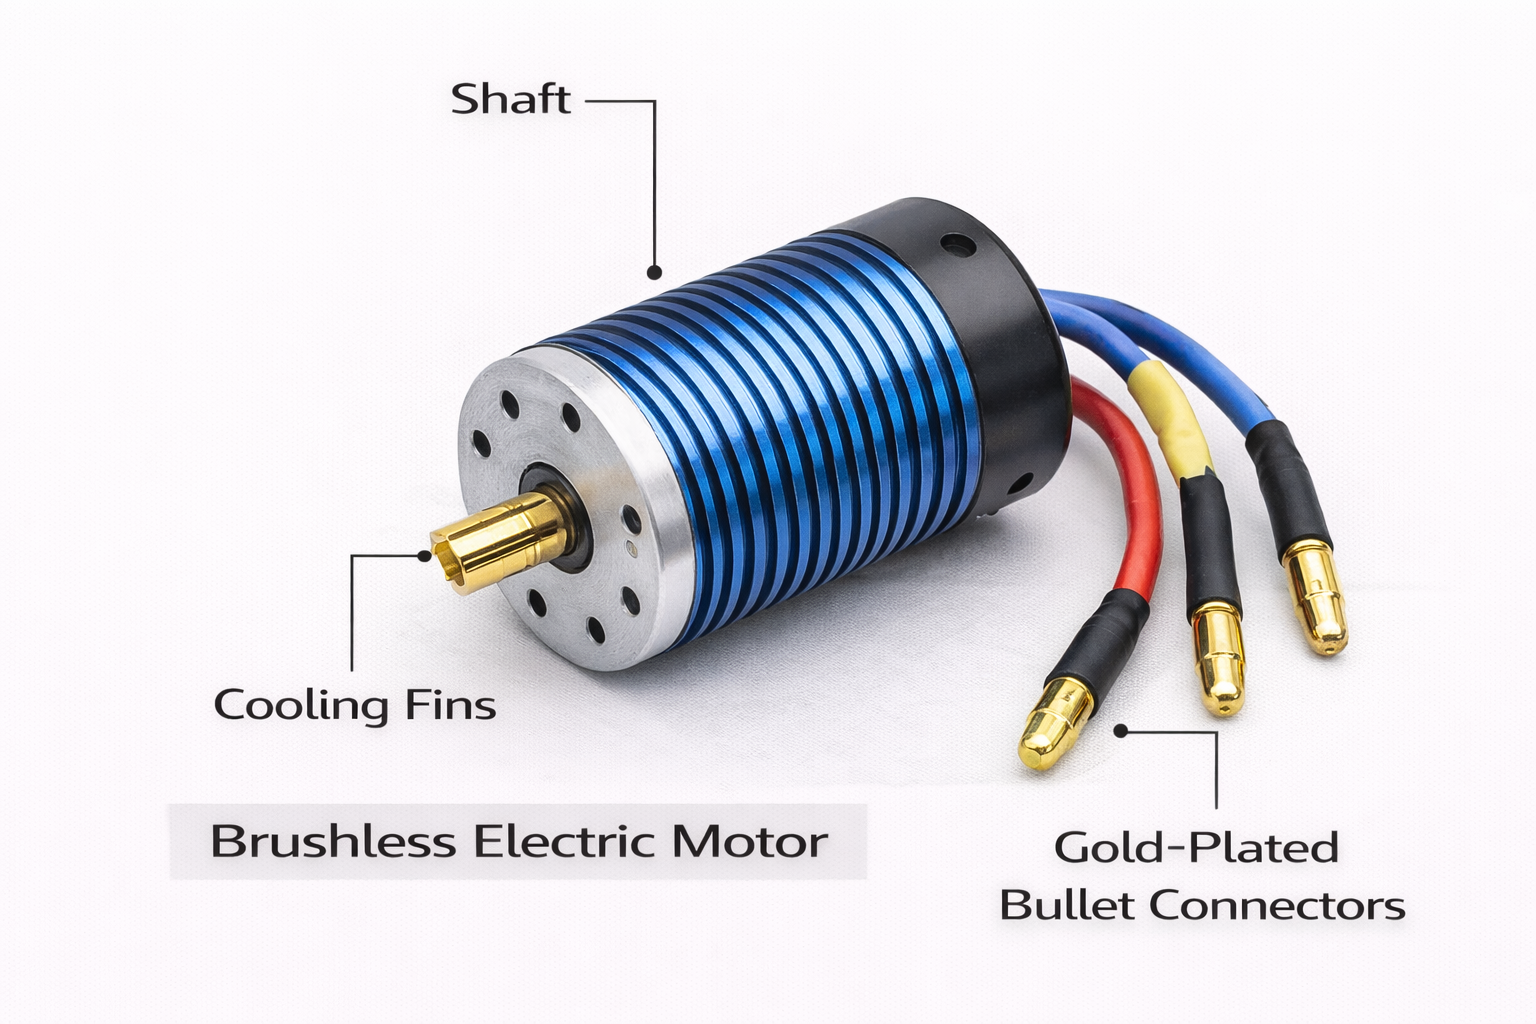 Shaft
Cooling Fins
Brushless Electric Motor
Gold-Plated
Bullet Connectors